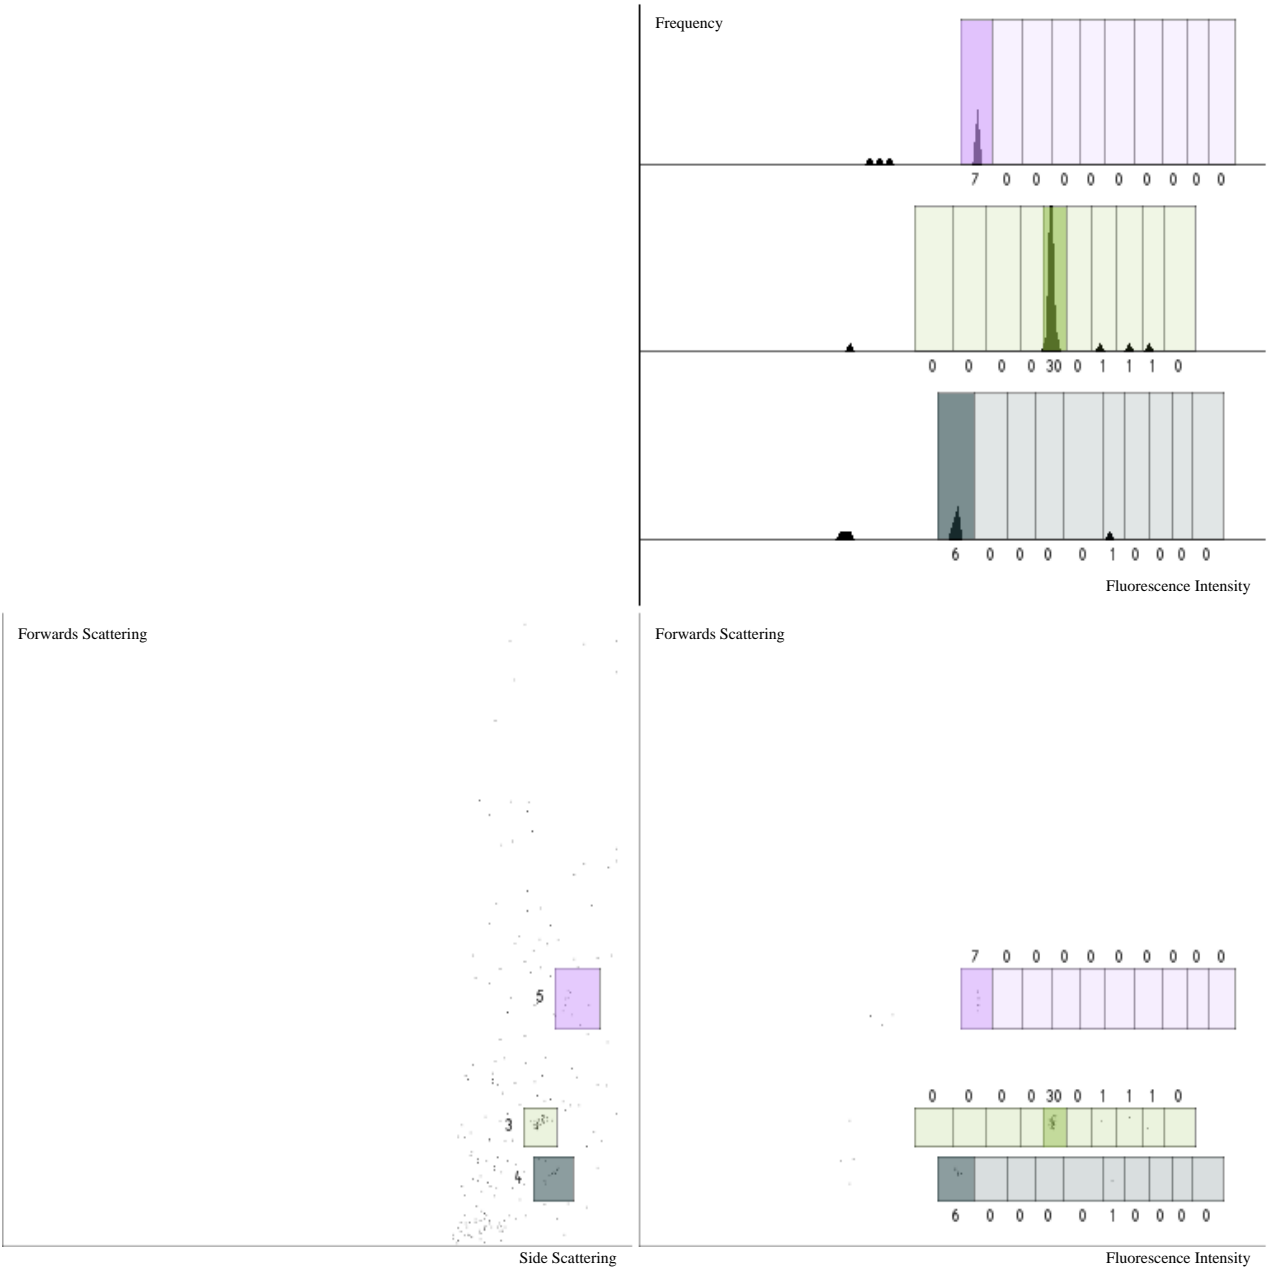 Frequency
7 0 0 0 0 0 0 0 0 0
0 0 0 0 30 0 1 1 1 0
6 0 0 0 0 1 0 0 0 0
Fluorescence Intensity
Forwards Scattering
5
3
4
Side Scattering
Forwards Scattering
7 0 0 0 0 0 0 0 0 0
0 0 0 0 30 0 1 1 1 0
6 0 0 0 0 1 0 0 0 0
Fluorescence Intensity